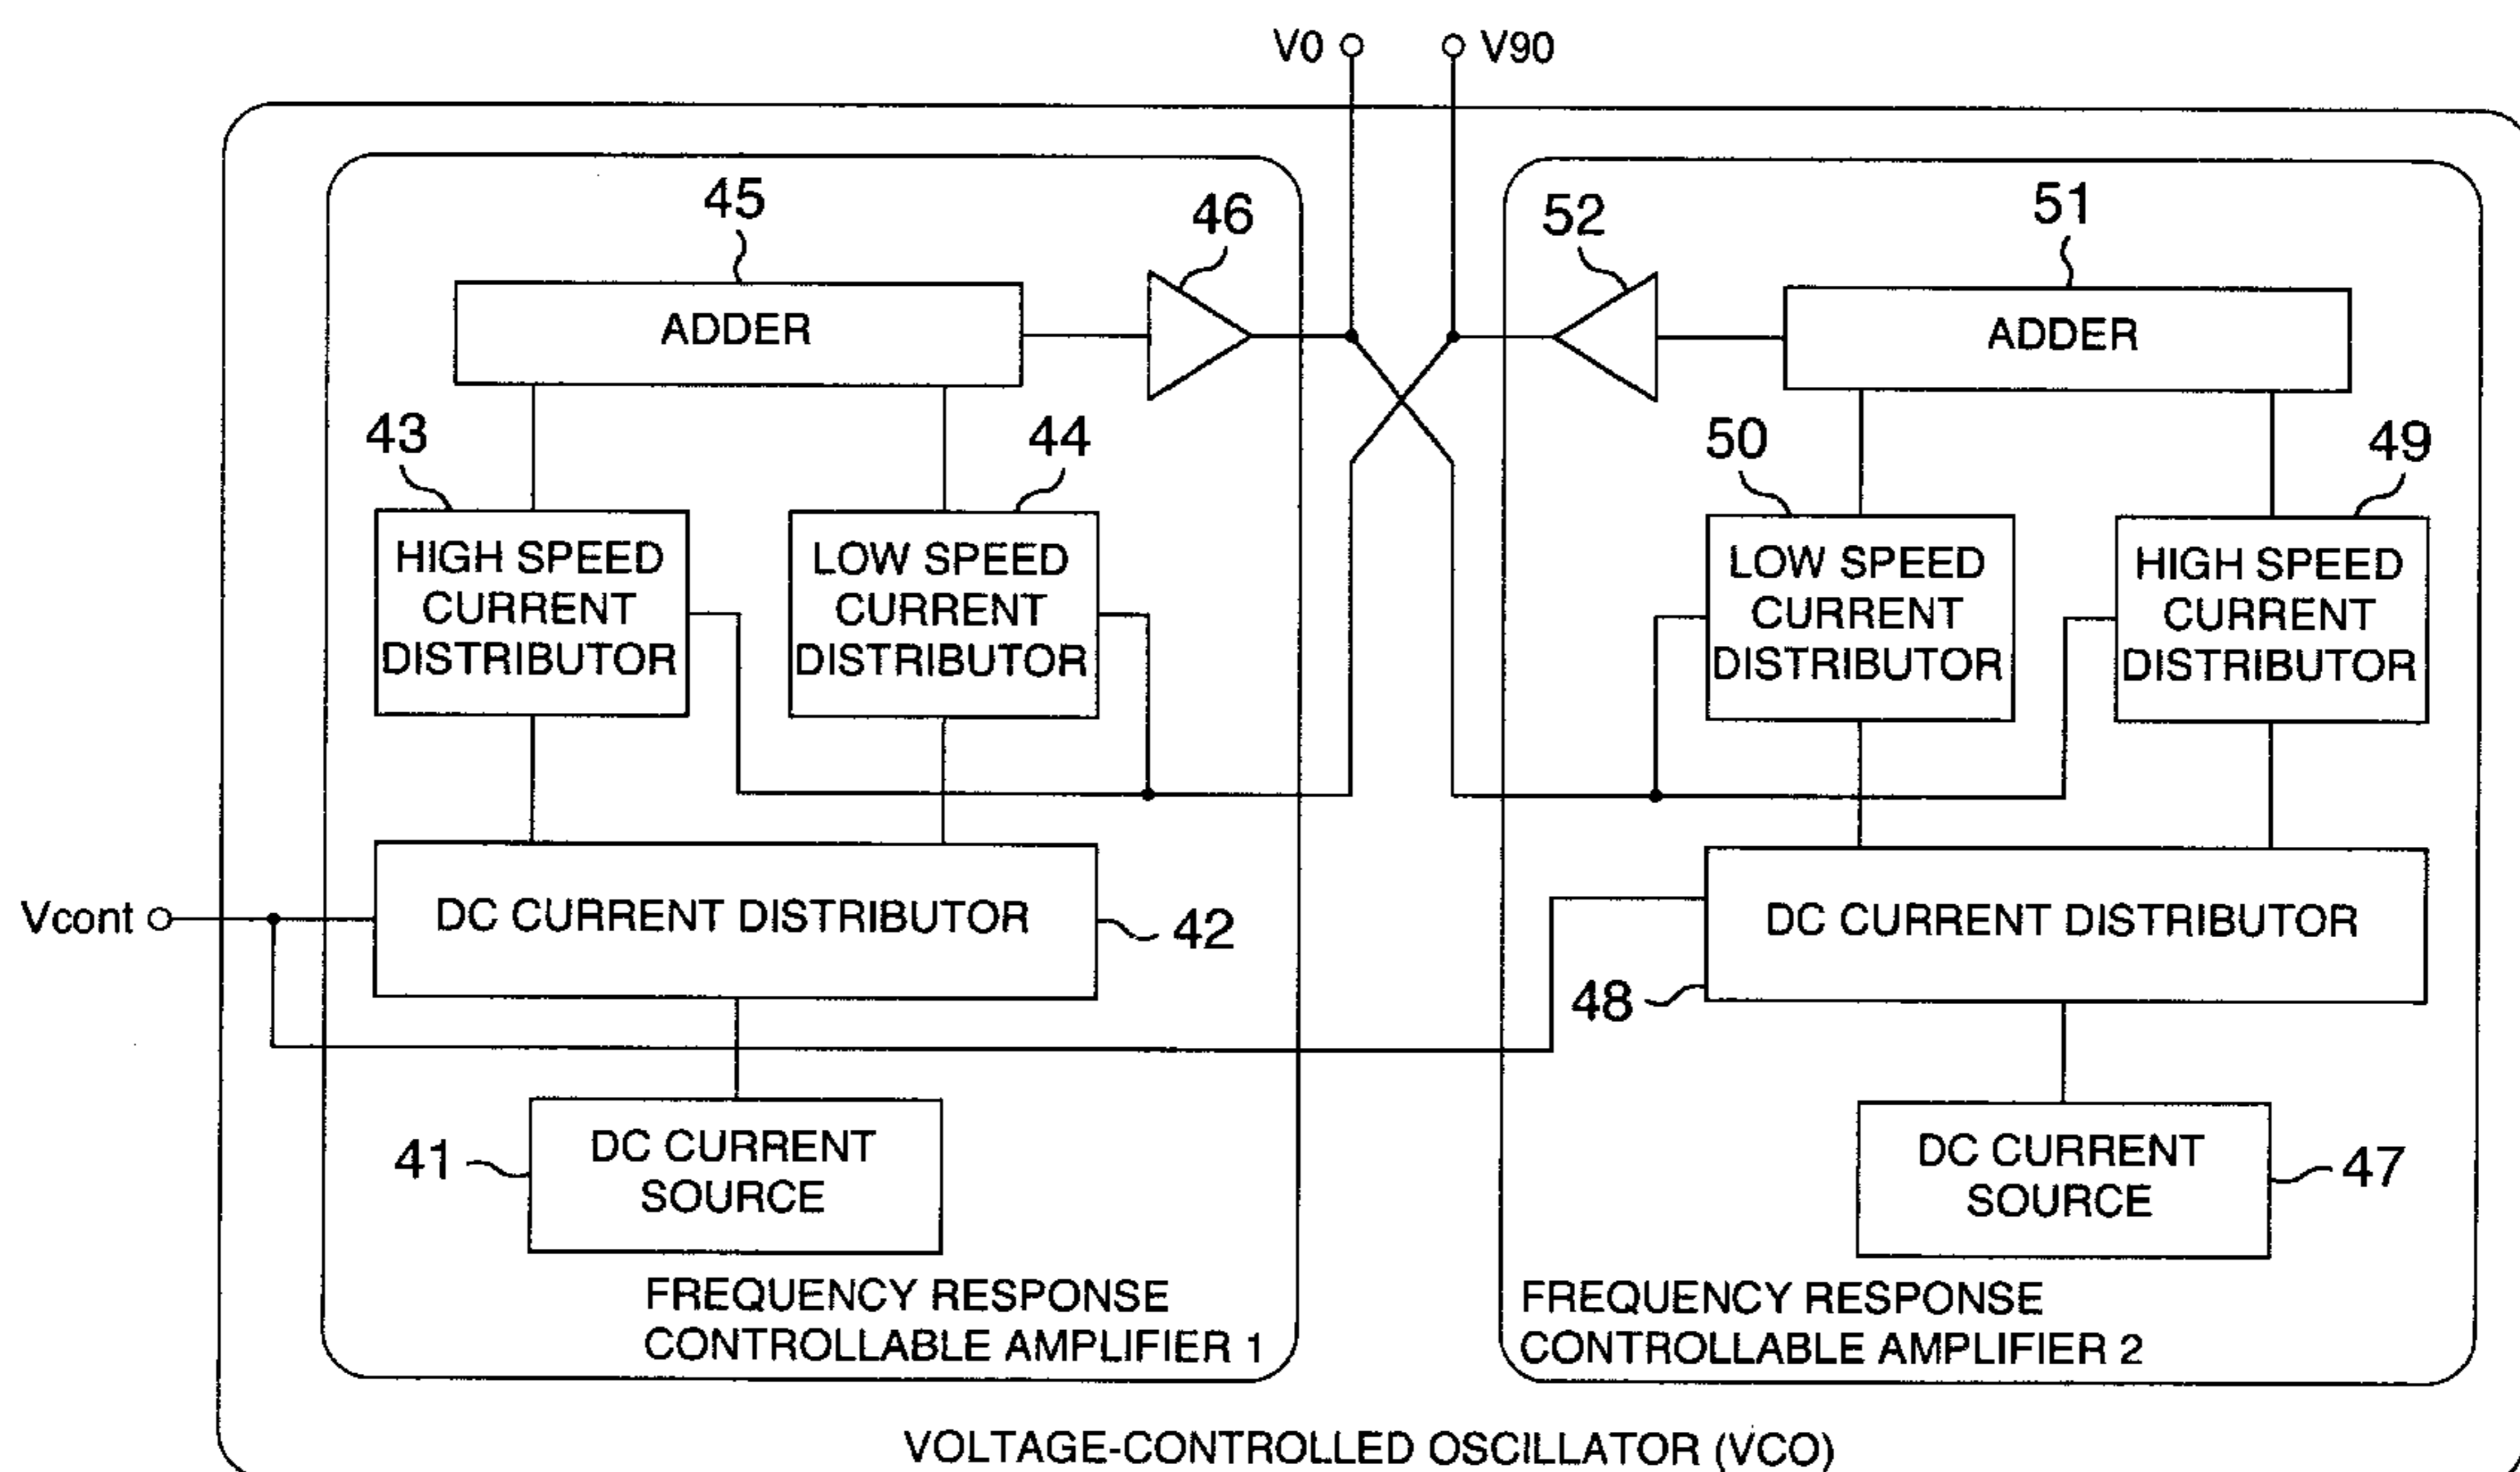 V0
V90
45
46
52
51
ADDER
ADDER
43
44
50
49
HIGH SPEED
CURRENT
DISTRIBUTOR
LOW SPEED
CURRENT
DISTRIBUTOR
LOW SPEED
CURRENT
DISTRIBUTOR
HIGH SPEED
CURRENT
DISTRIBUTOR
Vcont
DC CURRENT DISTRIBUTOR
42
DC CURRENT DISTRIBUTOR
48
41
DC CURRENT
SOURCE
DC CURRENT
SOURCE
47
FREQUENCY RESPONSE
CONTROLLABLE AMPLIFIER 1
FREQUENCY RESPONSE
CONTROLLABLE AMPLIFIER 2
VOLTAGE-CONTROLLED OSCILLATOR (VCO)